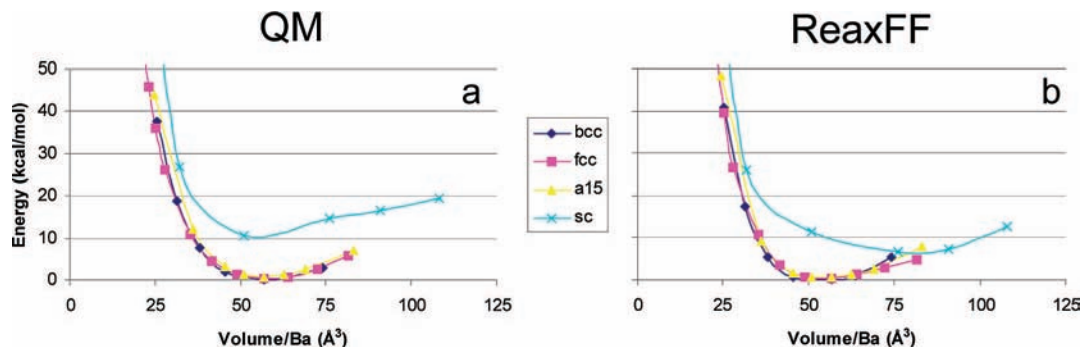 QM
ReaxFF
50
40
30
20
10
0
Energy (kcal/mol)
a
0 25 50 75 100 125
Volume/Ba (Å³)
bcc
fcc
a15
sc
b
0 25 50 75 100 125
Volume/Ba (Å³)